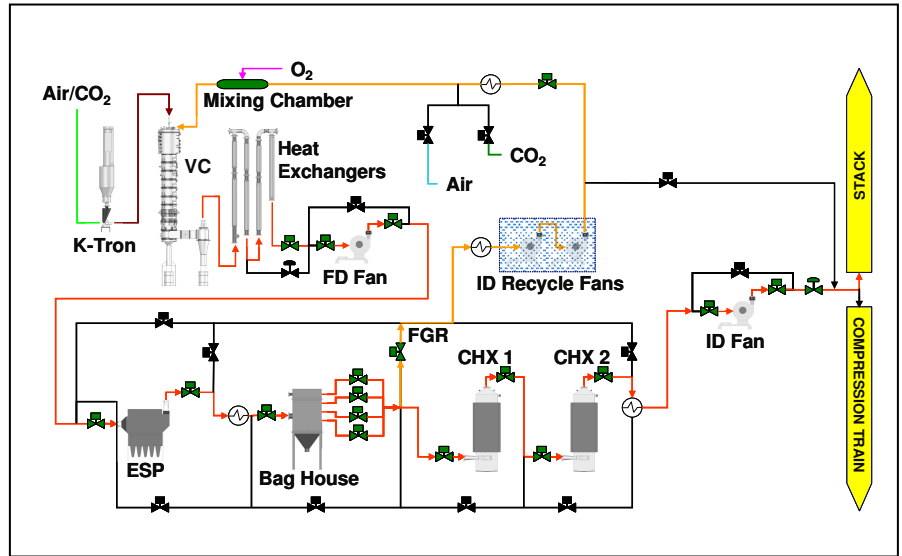 O2
Air/CO2
Mixing Chamber
VC
Heat
Exchangers
CO2
Air
STACK
K-Tron
FD Fan
ID Recycle Fans
FGR
CHX 1
CHX 2
ID Fan
COMPRESSION TRAIN
ESP
Bag House